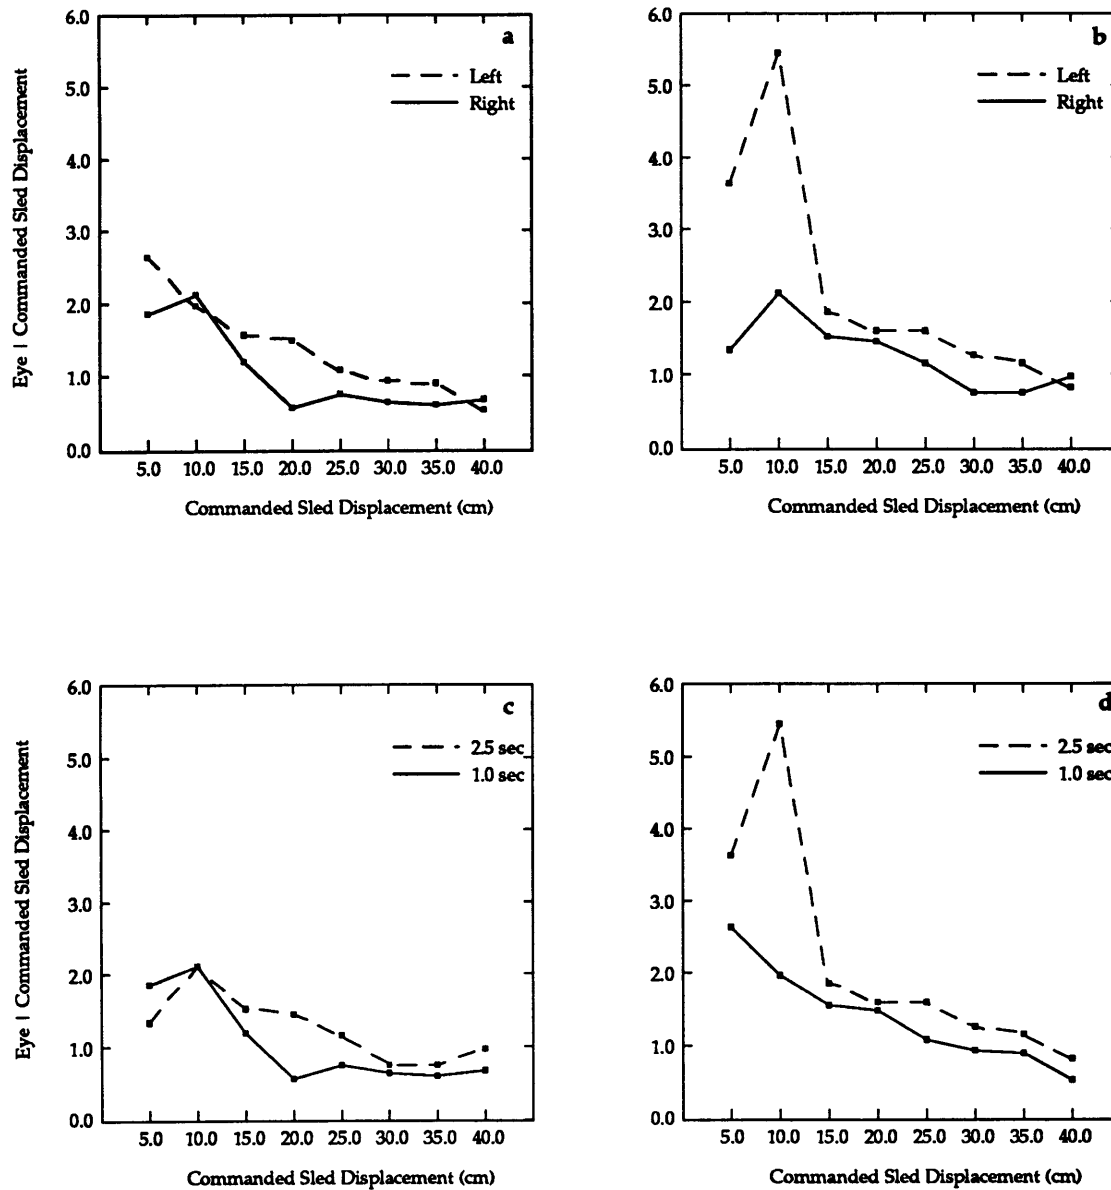 a
Left
Right
6.0
5.0
4.0
3.0
2.0
1.0
0.0
Eye | Commanded Sled Displacement
5.0 10.0 15.0 20.0 25.0 30.0 35.0 40.0
Commanded Sled Displacement (cm)
b
Left
Right
6.0
5.0
4.0
3.0
2.0
1.0
0.0
5.0 10.0 15.0 20.0 25.0 30.0 35.0 40.0
Commanded Sled Displacement (cm)
c
2.5 sec
1.0 sec
6.0
5.0
4.0
3.0
2.0
1.0
0.0
Eye | Commanded Sled Displacement
5.0 10.0 15.0 20.0 25.0 30.0 35.0 40.0
Commanded Sled Displacement (cm)
d
2.5 sec
1.0 sec
6.0
5.0
4.0
3.0
2.0
1.0
0.0
5.0 10.0 15.0 20.0 25.0 30.0 35.0 40.0
Commanded Sled Displacement (cm)